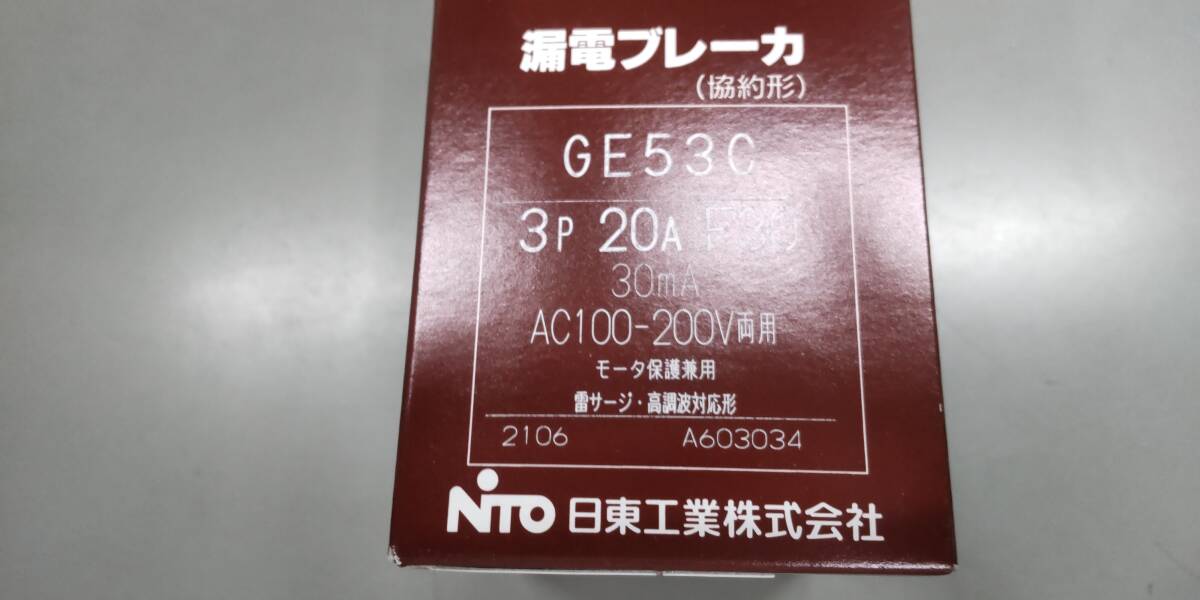 漏電ブレーカ
(協約形)
GE53C
3P 20A F30
30mA
AC100-200V両用
モータ保護兼用
雷サージ・高調波対応形
2106 A603034
NiTO 日東工業株式会社